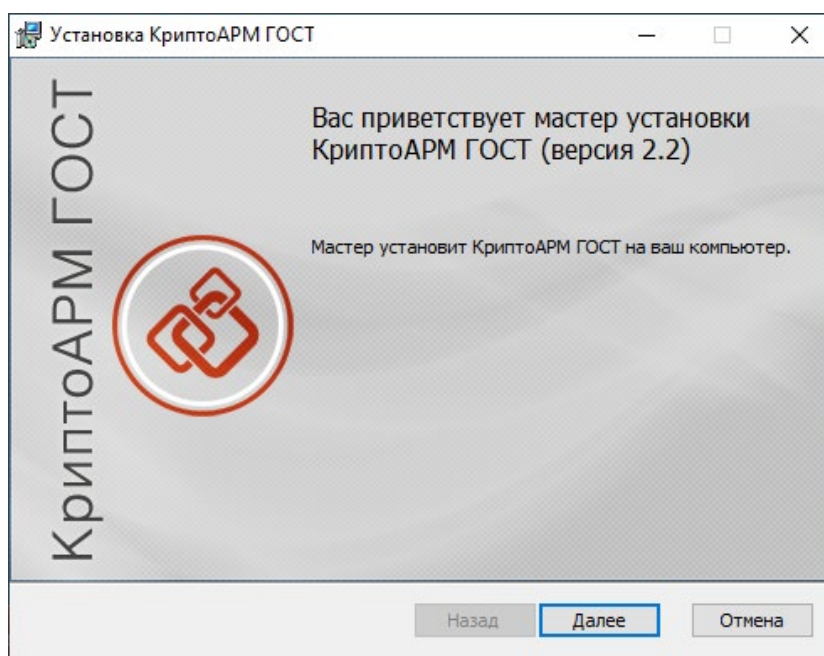 Установка КриптоАРМ ГОСТ
КриптоАРМ ГОСТ
Вас приветствует мастер установки
КриптоАРМ ГОСТ (версия 2.2)
Мастер установит КриптоАРМ ГОСТ на ваш компьютер.
Назад
Далее
Отмена